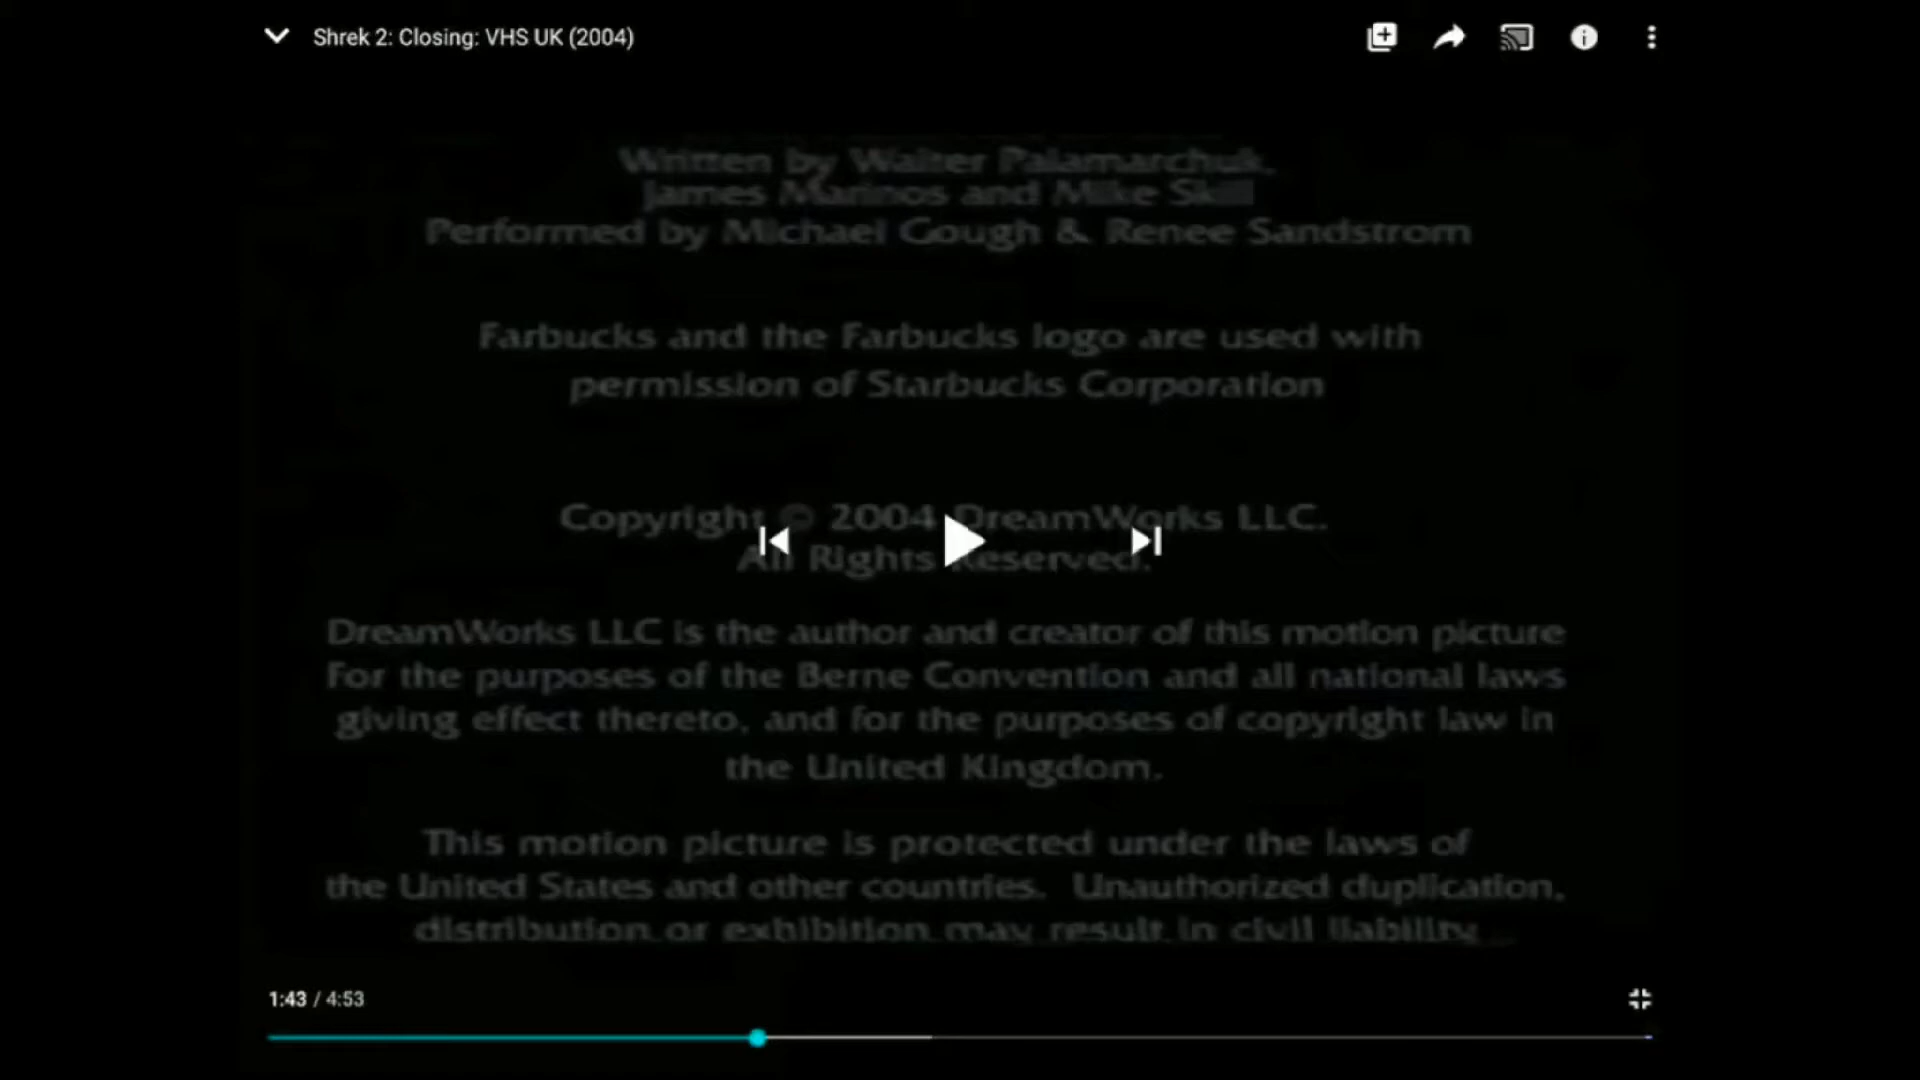 Shrek 2: Closing: VHS UK (2004)
Written by Walter Palamarchuk,
James Marinos and Mike Skill
Performed by Michael Gough & Renee Sandstrom
Farbucks and the Farbucks logo are used with
permission of Starbucks Corporation
Copyright © 2004 DreamWorks LLC.
All Rights Reserved.
DreamWorks LLC is the author and creator of this motion picture
For the purposes of the Berne Convention and all national laws
giving effect thereto, and for the purposes of copyright law in
the United Kingdom.
This motion picture is protected under the laws of
the United States and other countries. Unauthorized duplication,
distribution or exhibition may result in civil liability
1:43 / 4:53